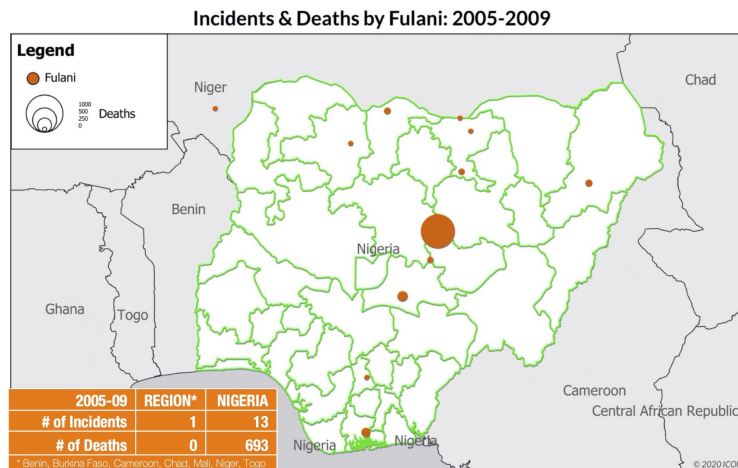 Incidents & Deaths by Fulani: 2005-2009
Legend
Fulani
1000
500
250
0
Deaths
Niger
Chad
Benin
Nigeria
Ghana
Togo
Cameroon
Central African Republic
2005-09 REGION* NIGERIA
# of Incidents 1 13
# of Deaths 0 693
* Benin, Burkina Faso, Cameroon, Chad, Mali, Niger, Togo
Nigeria
Nigeria
© 2020 ICO